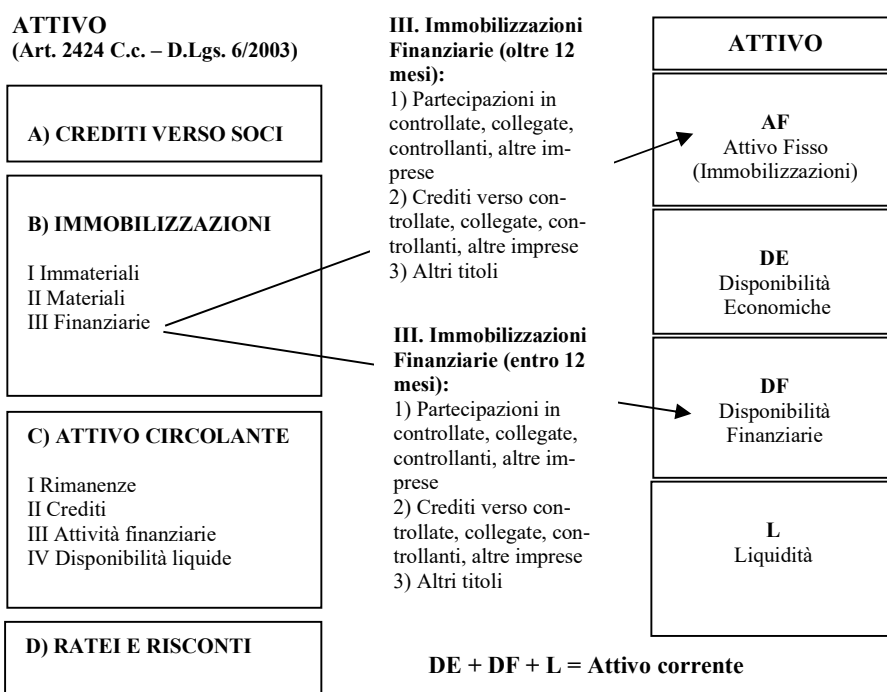 ATTIVO
(Art. 2424 C.c. – D.Lgs. 6/2003)
A) CREDITI VERSO SOCI
B) IMMOBILIZZAZIONI
I Immateriali
II Materiali
III Finanziarie
C) ATTIVO CIRCOLANTE
I Rimanenze
II Crediti
III Attività finanziarie
IV Disponibilità liquide
D) RATEI E RISCONTI
III. Immobilizzazioni
Finanziarie (oltre 12
mesi):
1) Partecipazioni in
controllate, collegate,
controllanti, altre im-
prese
2) Crediti verso con-
trollate, collegate, con-
trollanti, altre imprese
3) Altri titoli
III. Immobilizzazioni
Finanziarie (entro 12
mesi):
1) Partecipazioni in
controllate, collegate,
controllanti, altre im-
prese
2) Crediti verso con-
trollate, collegate, con-
trollanti, altre imprese
3) Altri titoli
ATTIVO
AF
Attivo Fisso
(Immobilizzazioni)
DE
Disponibilità
Economiche
DF
Disponibilità
Finanziarie
L
Liquidità
DE + DF + L = Attivo corrente